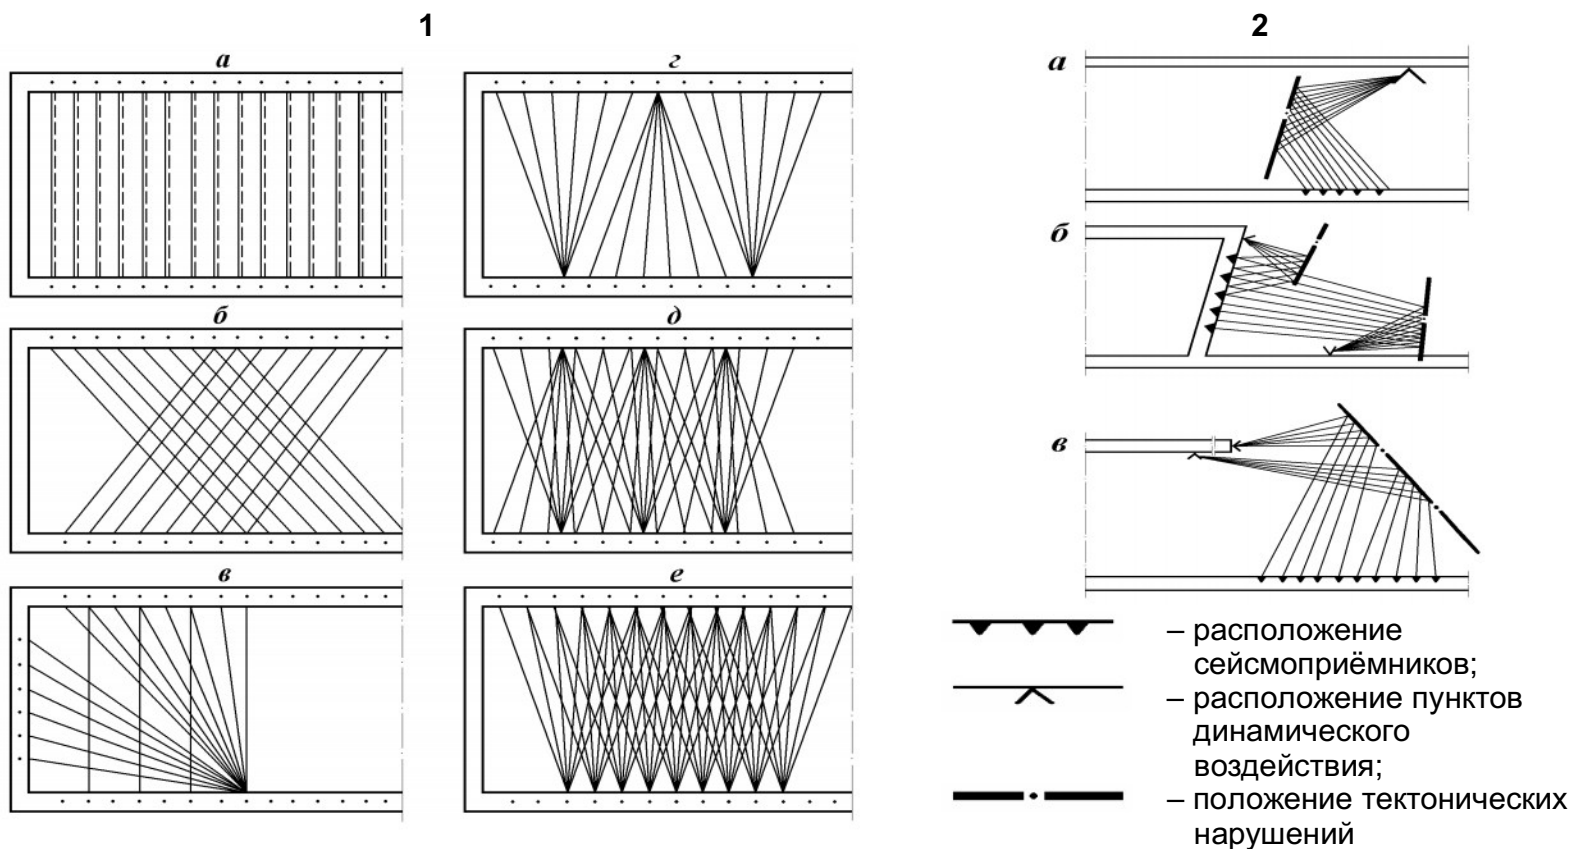 1
2
а
г
б
д
в
е
а
б
в
– расположение
сейсмоприёмников;
– расположение пунктов
динамического
воздействия;
– положение тектонических
нарушений